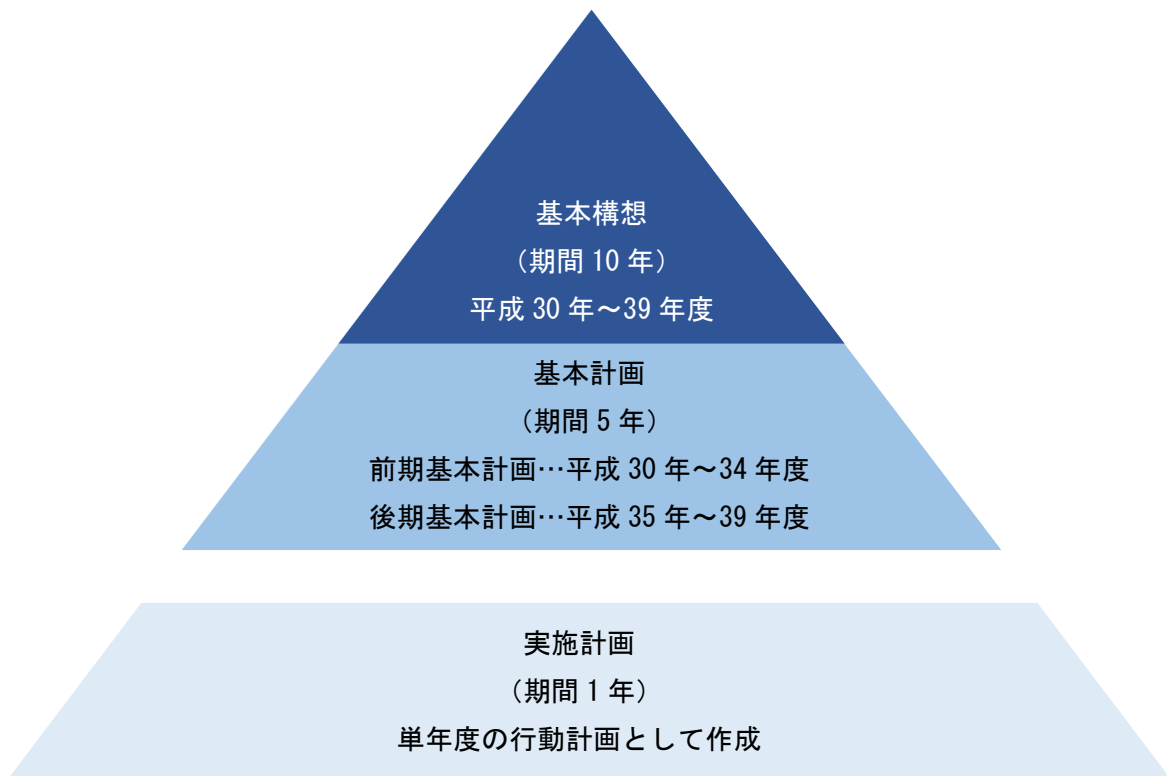 基本構想
（期間 10 年）
平成 30 年～39 年度
基本計画
（期間 5 年）
前期基本計画…平成 30 年～34 年度
後期基本計画…平成 35 年～39 年度
実施計画
（期間 1 年）
単年度の行動計画として作成